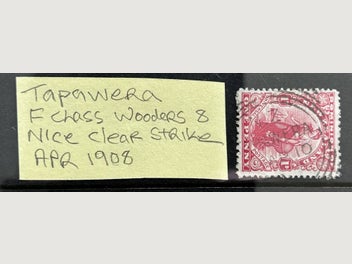 Tapawera
F Class Wooders 8
Nice clear Strike
APR 1908